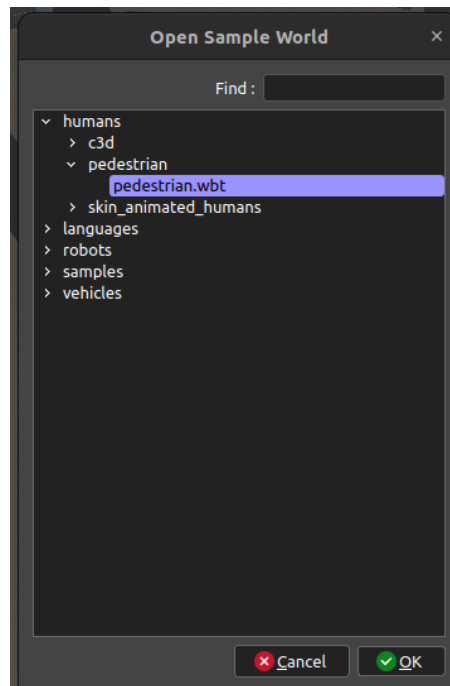 Open Sample World
Find :
humans
c3d
pedestrian
pedestrian.wbt
skin_animated_humans
languages
robots
samples
vehicles
Cancel
OK